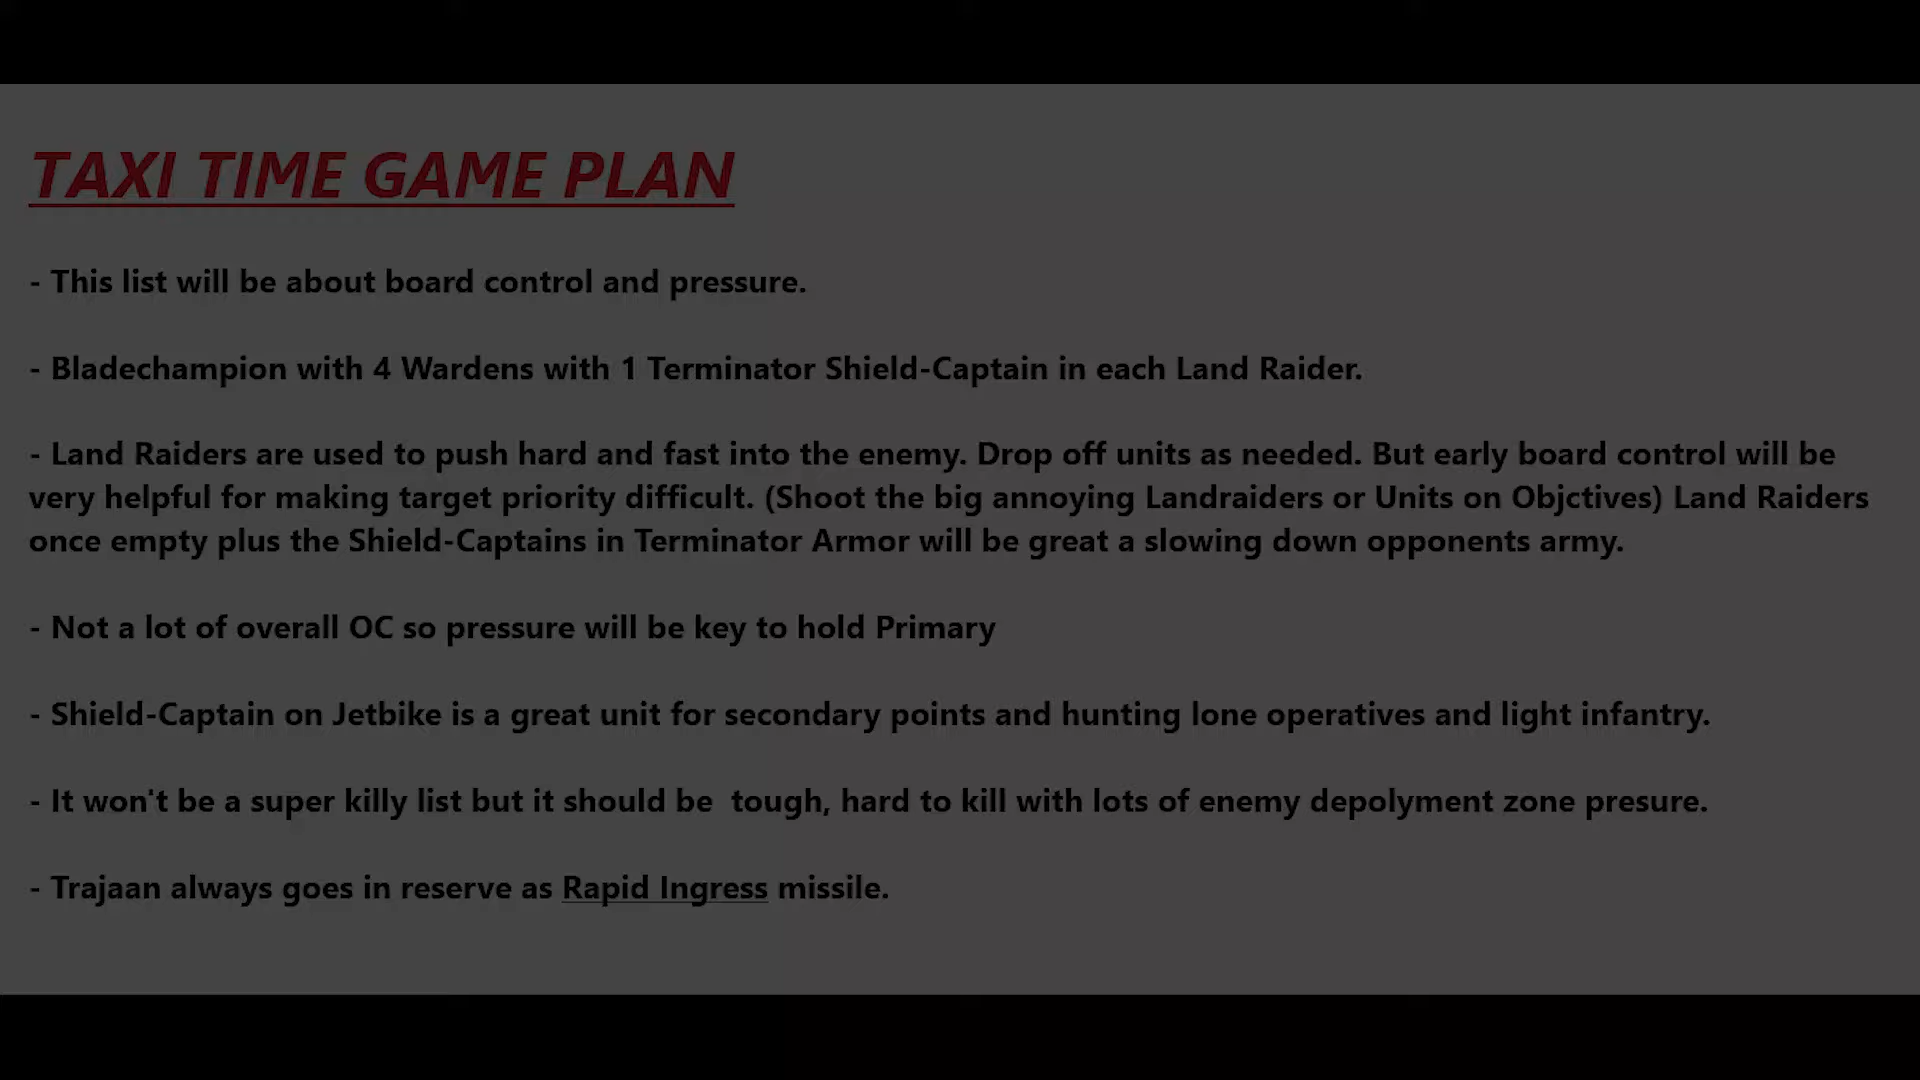 TAXI TIME GAME PLAN
- This list will be about board control and pressure.
- Bladechampion with 4 Wardens with 1 Terminator Shield-Captain in each Land Raider.
- Land Raiders are used to push hard and fast into the enemy. Drop off units as needed. But early board control will be
very helpful for making target priority difficult. (Shoot the big annoying Landraiders or Units on Objctives) Land Raiders
once empty plus the Shield-Captains in Terminator Armor will be great a slowing down opponents army.
- Not a lot of overall OC so pressure will be key to hold Primary
- Shield-Captain on Jetbike is a great unit for secondary points and hunting lone operatives and light infantry.
- It won't be a super killy list but it should be  tough, hard to kill with lots of enemy depolyment zone presure.
- Trajaan always goes in reserve as Rapid Ingress missile.